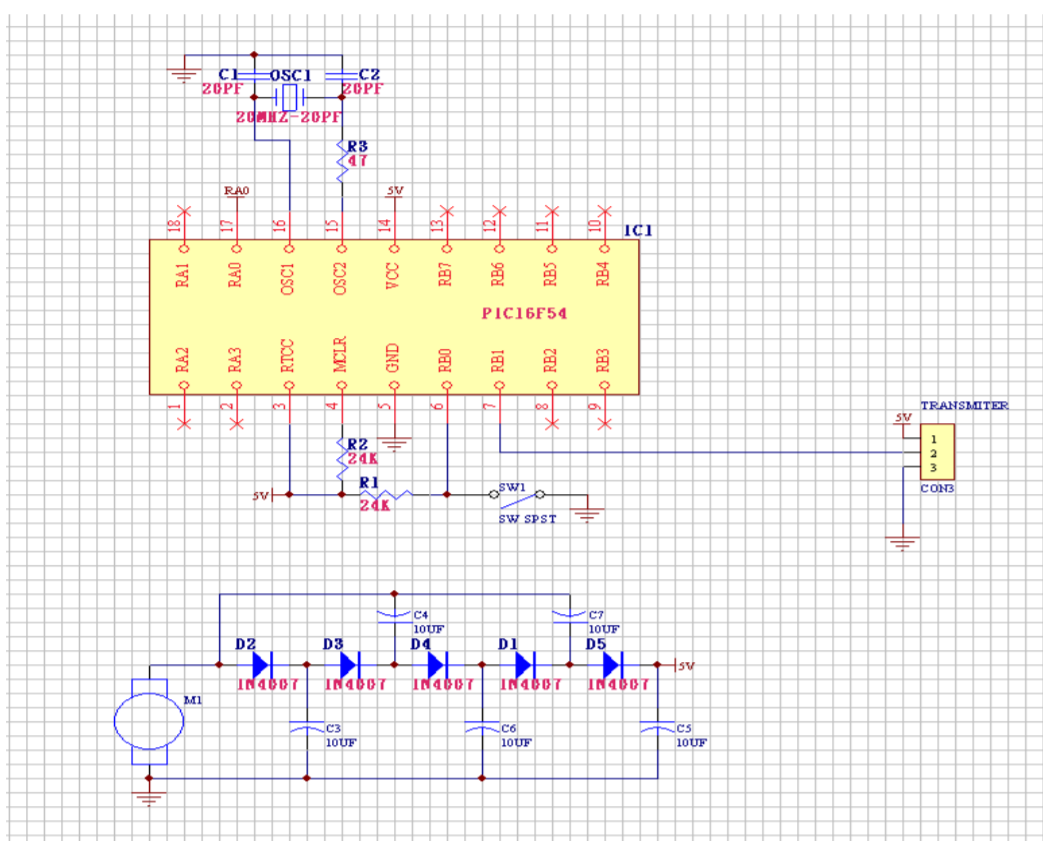 C1
OSC1
C2
20PF
20PF
20MHZ-20PF
R3
47
RA0
5V
18
17
16
15
14
13
12
11
10
IC1
RA1
RA0
OSC1
OSC2
VCC
RB7
RB6
RB5
RB4
PIC16F54
RA2
RA3
RTCC
MCLR
GND
RB0
RB1
RB2
RB3
1
2
3
4
5
6
7
8
9
TRANSMITER
5V
1
2
3
CON3
R2
24K
R1
24K
5V
SW1
SW SPST
C4
10UF
C7
10UF
D2
D3
D4
D1
D5
5V
1N4007
1N4007
1N4007
1N4007
1N4007
M1
C3
10UF
C6
10UF
C5
10UF